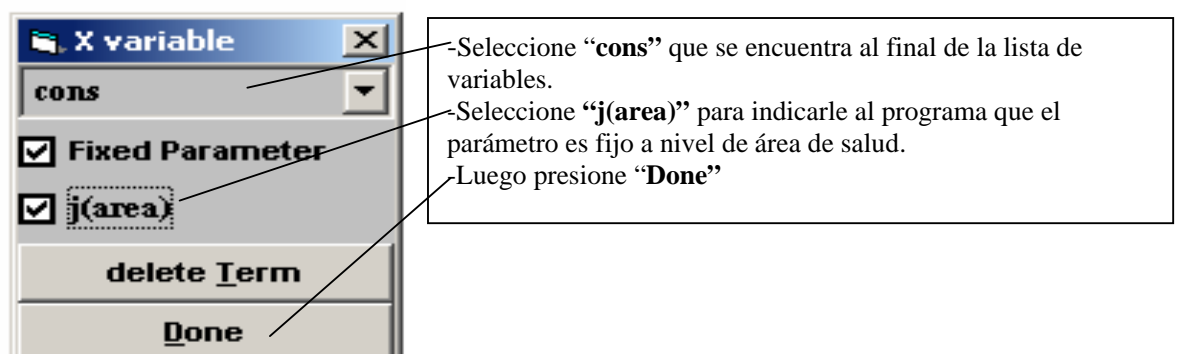 X variable
cons
Fixed Parameter
j(area)
delete Term
Done
-Seleccione “cons” que se encuentra al final de la lista de
variables.
-Seleccione “j(area)” para indicarle al programa que el
parámetro es fijo a nivel de área de salud.
-Luego presione “Done”